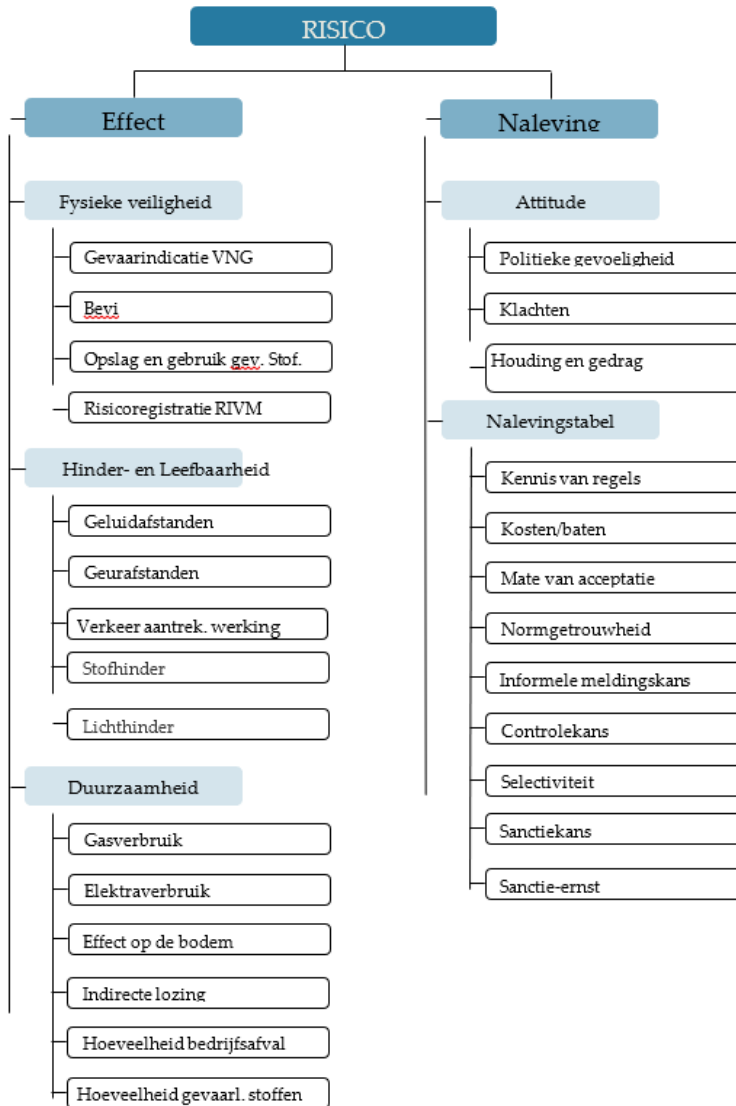 RISICO
Effect
Fysieke veiligheid
Gevaarindicatie VNG
Bevi
Opslag en gebruik gev. Stof.
Risicoregistratie RIVM
Hinder- en Leefbaarheid
Geluidafstanden
Geurafstanden
Verkeer aantrek. werking
Stofhinder
Lichthinder
Duurzaamheid
Gasverbruik
Elektraverbruik
Effect op de bodem
Indirecte lozing
Hoeveelheid bedrijfsafval
Hoeveelheid gevaarl. stoffen
Naleving
Attitude
Politieke gevoeligheid
Klachten
Houding en gedrag
Nalevingstabel
Kennis van regels
Kosten/baten
Mate van acceptatie
Normgetrouwheid
Informele meldingskans
Controlekans
Selectiviteit
Sanctiekans
Sanctie-ernst